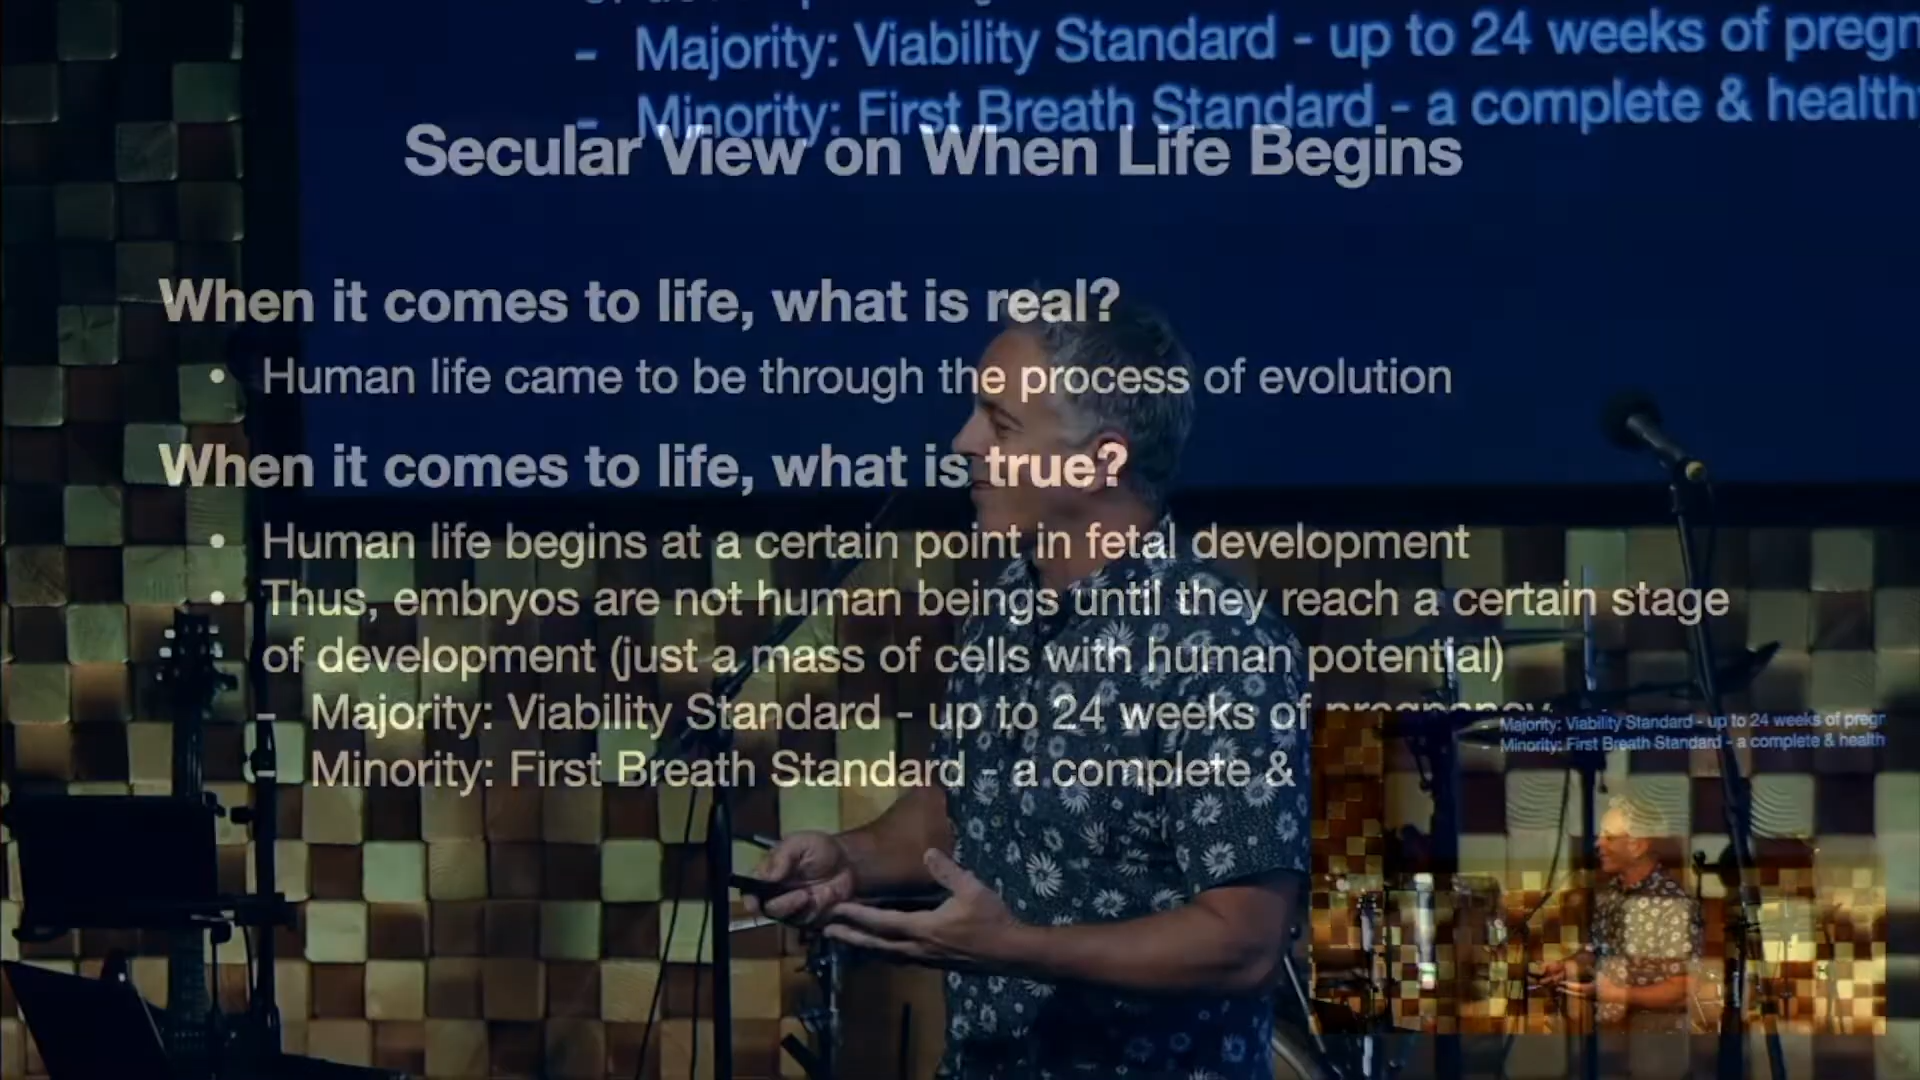 - Majority: Viability Standard - up to 24 weeks of pregn
- Minority: First Breath Standard - a complete & health
Secular View on When Life Begins
When it comes to life, what is real?
• Human life came to be through the process of evolution
When it comes to life, what is true?
• Human life begins at a certain point in fetal development
• Thus, embryos are not human beings until they reach a certain stage
of development (just a mass of cells with human potential)
- Majority: Viability Standard - up to 24 weeks of pregnancy
- Minority: First Breath Standard - a complete &
- Majority: Viability Standard - up to 24 weeks of pregr
- Minority: First Breath Standard - a complete & health